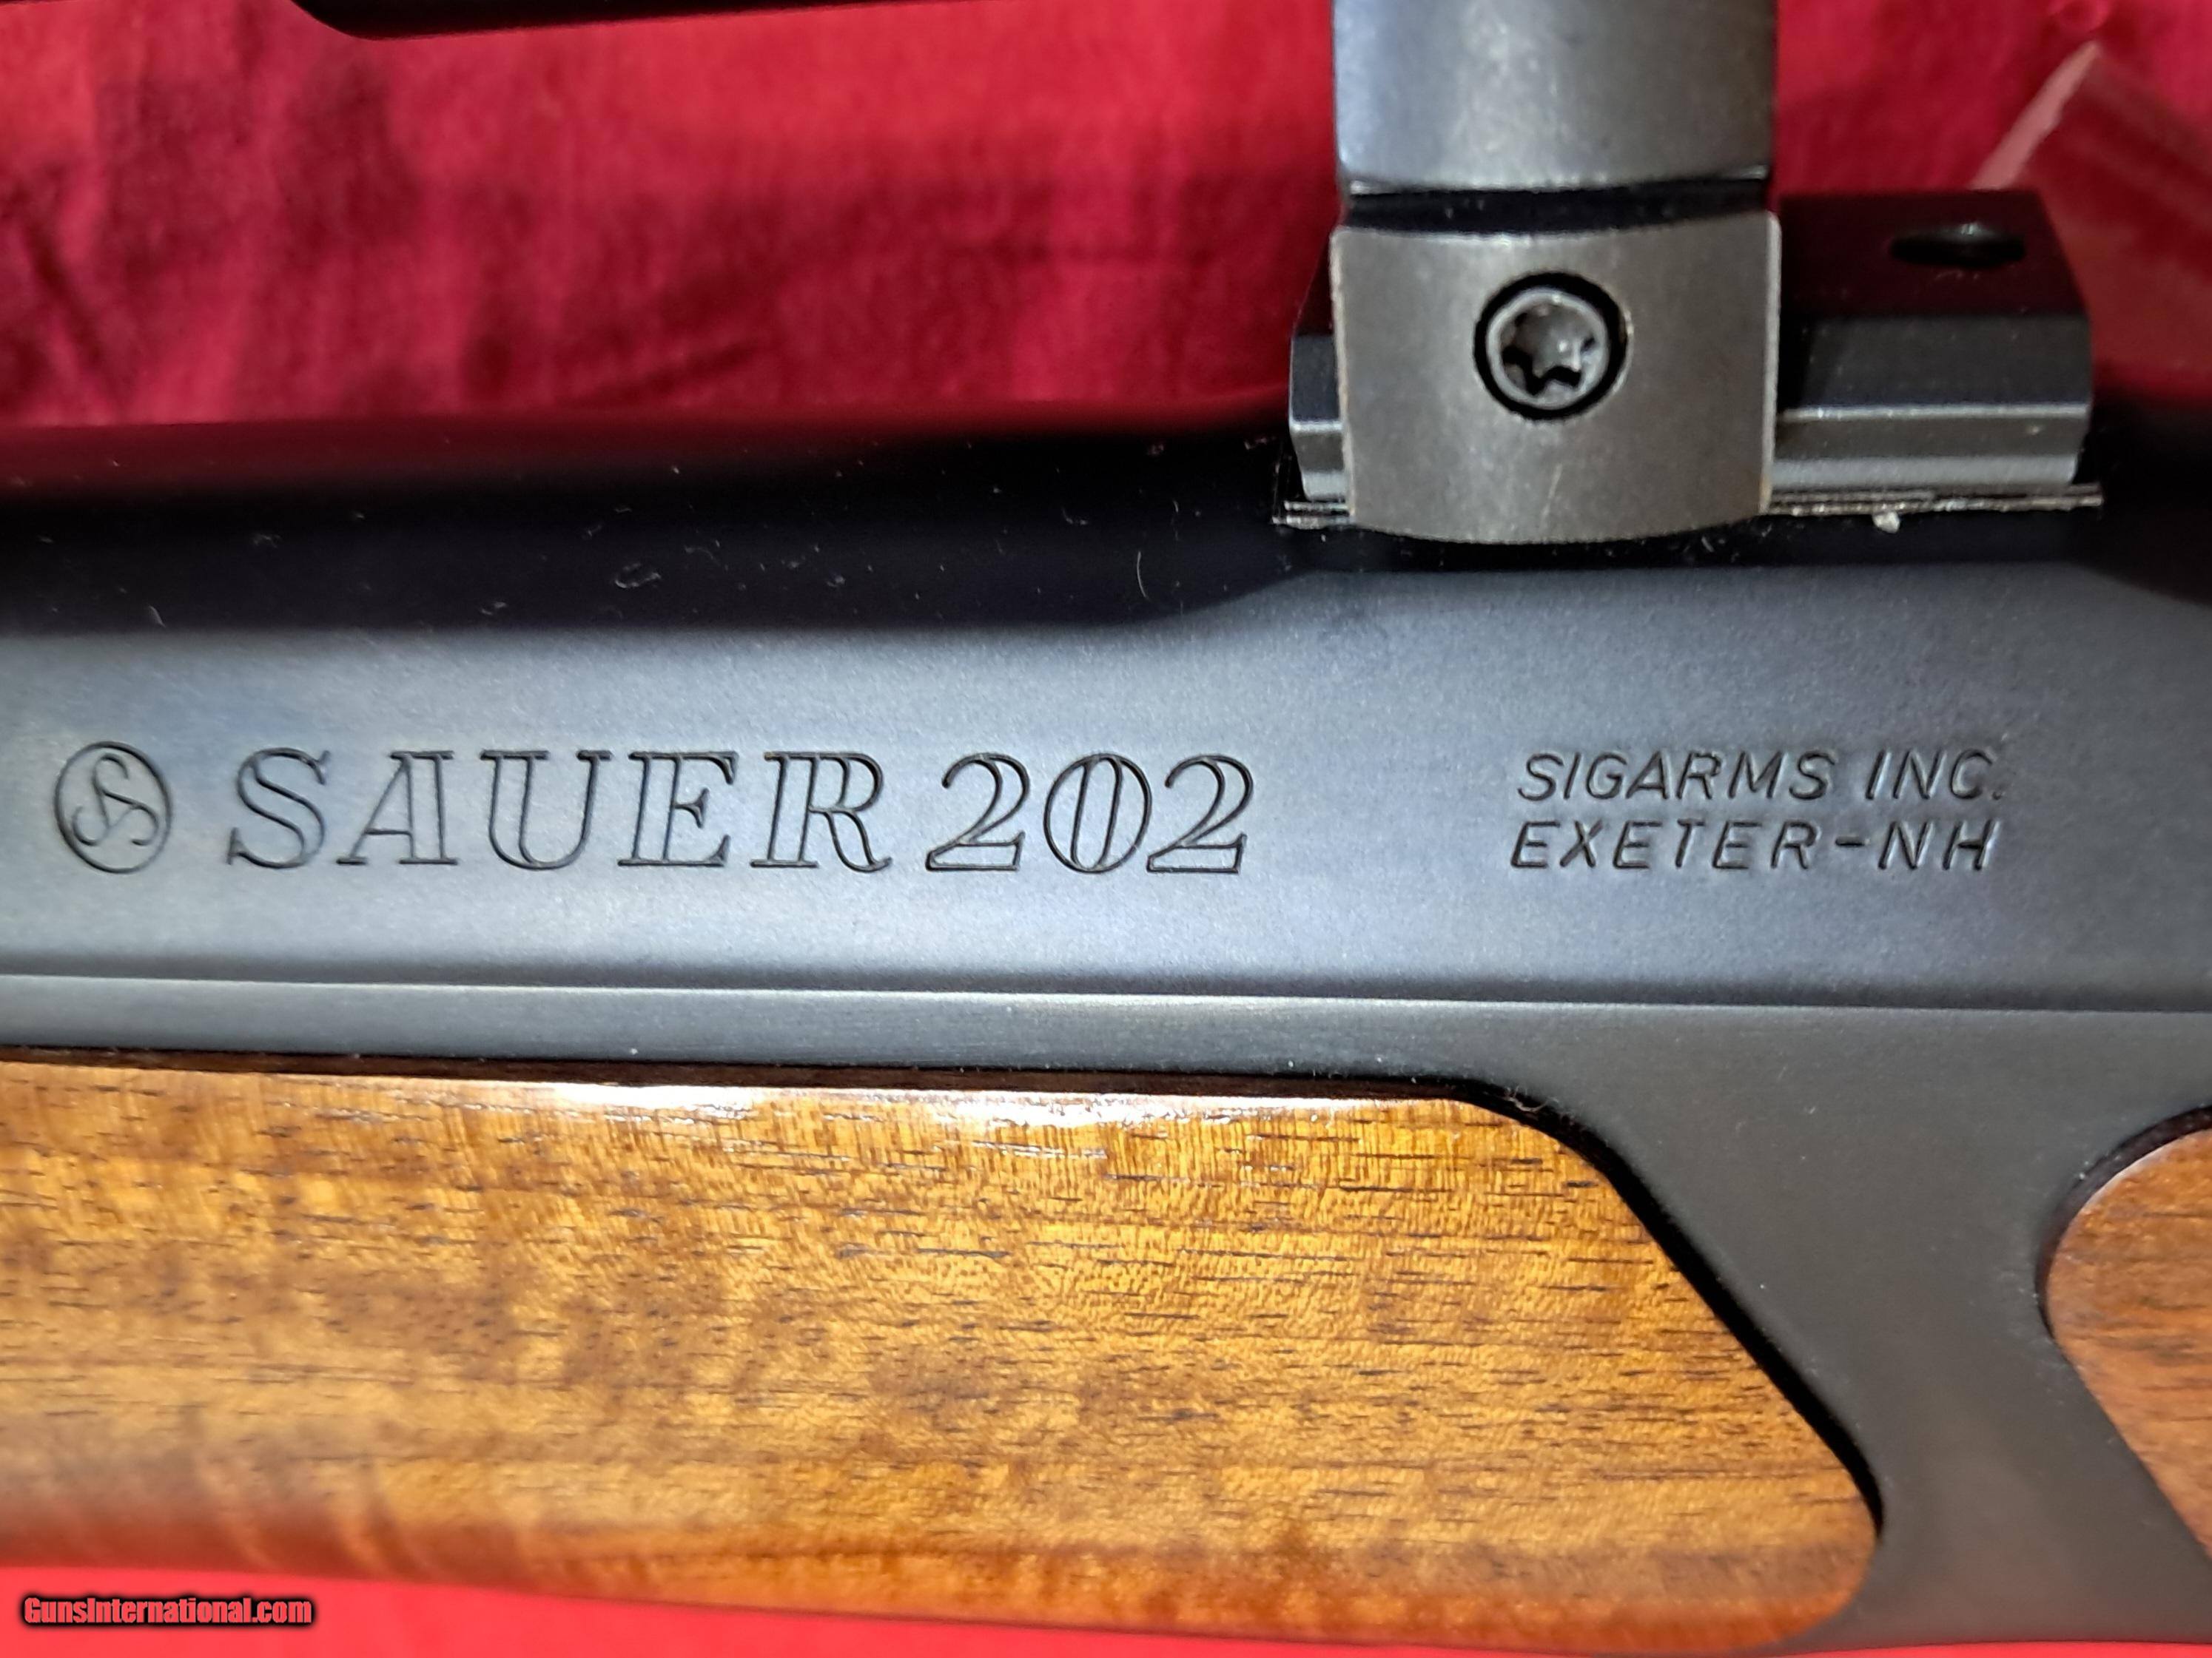 SAUER 202
SIGARMS INC.
EXETER-NH
GunsInternational.com